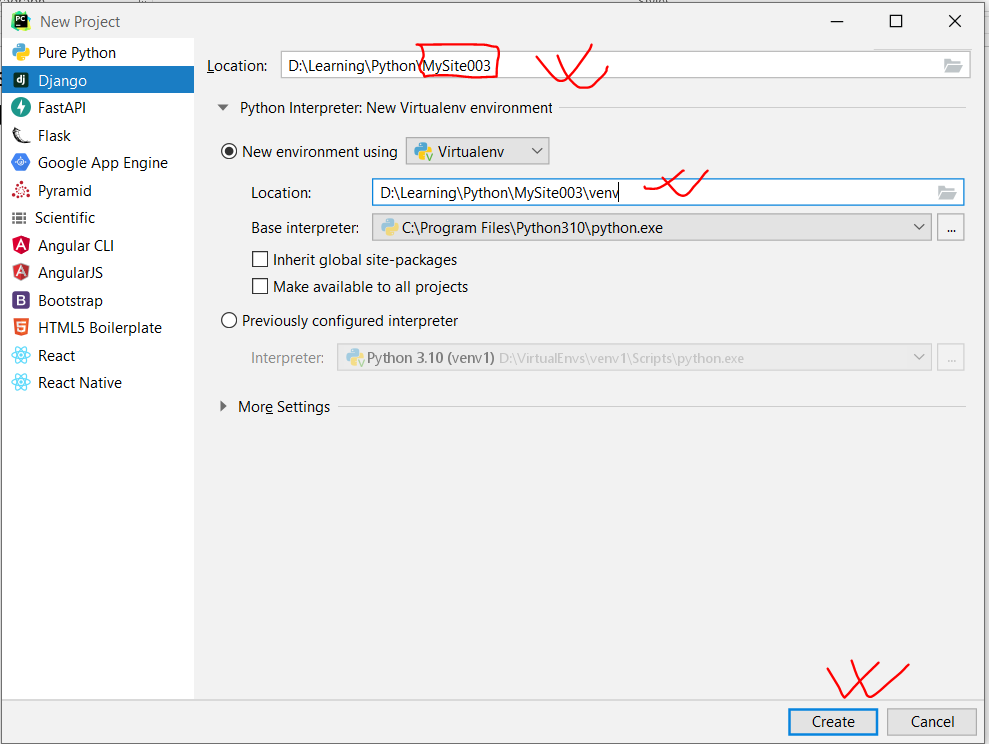 New Project
Pure Python
Django
FastAPI
Flask
Google App Engine
Pyramid
Scientific
Angular CLI
AngularJS
Bootstrap
HTML5 Boilerplate
React
React Native
Location: D:\Learning\Python\MySite003
Python Interpreter: New Virtualenv environment
New environment using Virtualenv
Location: D:\Learning\Python\MySite003\venv
Base interpreter: C:\Program Files\Python310\python.exe ...
Inherit global site-packages
Make available to all projects
Previously configured interpreter
Interpreter: Python 3.10 (venv1) D:\VirtualEnvs\venv1\Scripts\python.exe ...
More Settings
Create Cancel